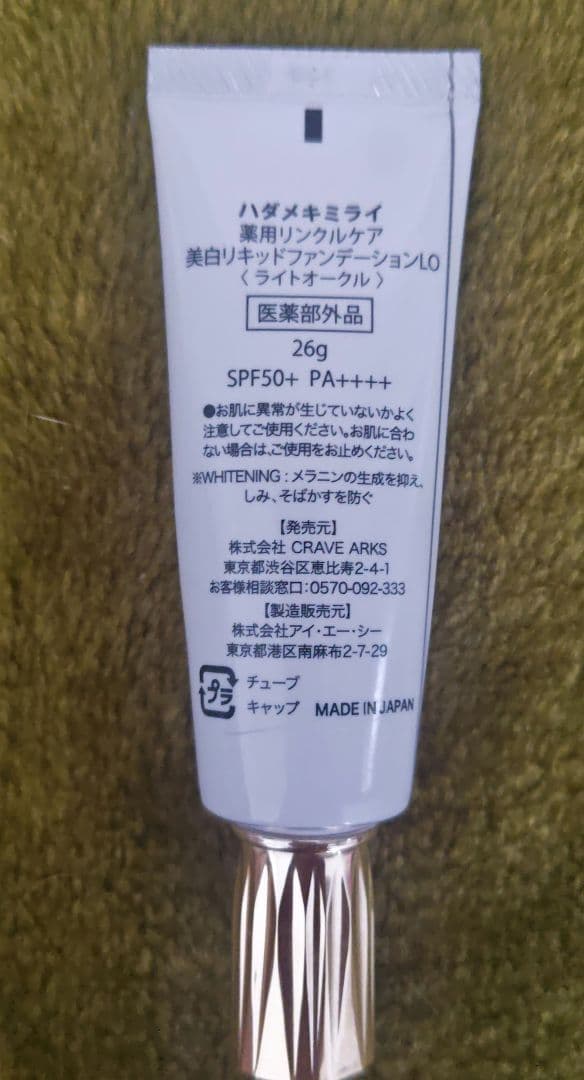 ハダメキミライ
薬用リンクルケア
美白リキッドファンデーションLO
〈ライトオークル〉
医薬部外品
26g
SPF50+ PA++++
●お肌に異常が生じていないかよく
注意してご使用ください。お肌に合わ
ない場合は、ご使用をお止めください。
※WHITENING：メラニンの生成を抑え、
しみ、そばかすを防ぐ
【発売元】
株式会社 CRAVE ARKS
東京都渋谷区恵比寿2-4-1
お客様相談窓口：0570-092-333
【製造販売元】
株式会社アイ・エー・シー
東京都港区南麻布2-7-29
プラ チューブ
キャップ MADE IN JAPAN